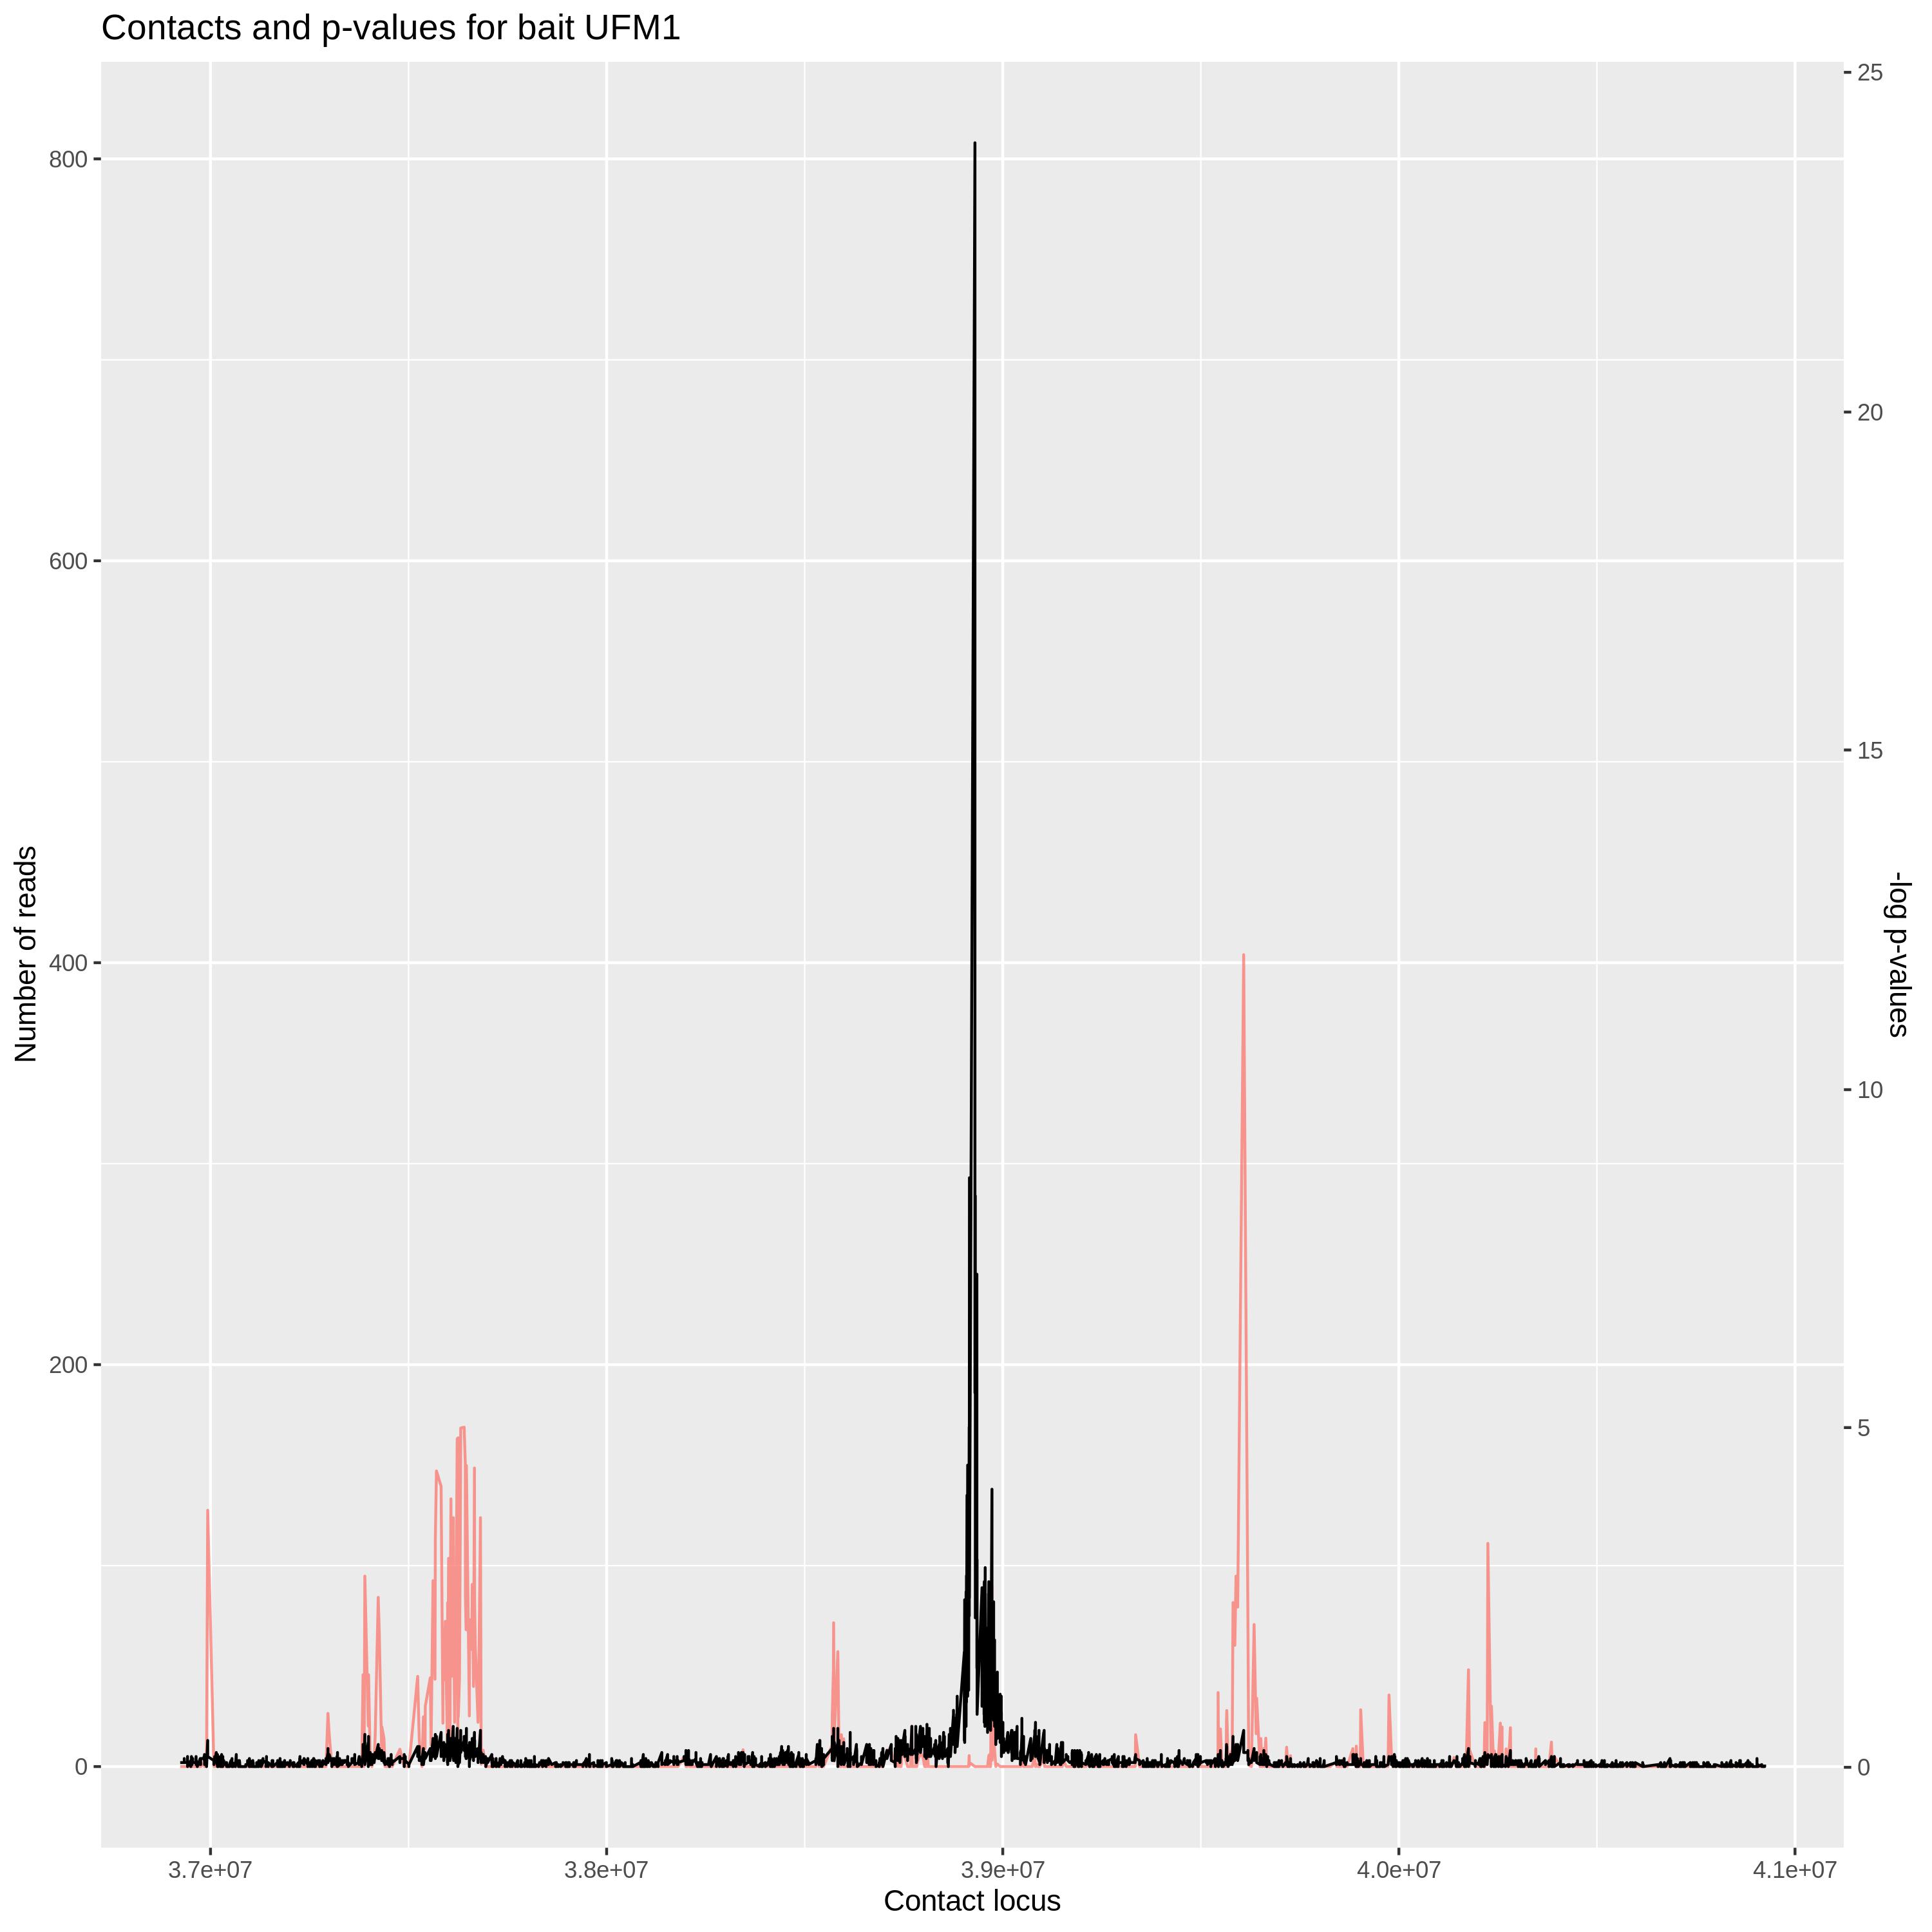 Contacts and p-values for bait UFM1
25
800
20
600
15
Number of reads
-log p-values
400
10
200
5
0
0
3.7e+07
3.8e+07
3.9e+07
4.0e+07
4.1e+07
Contact locus